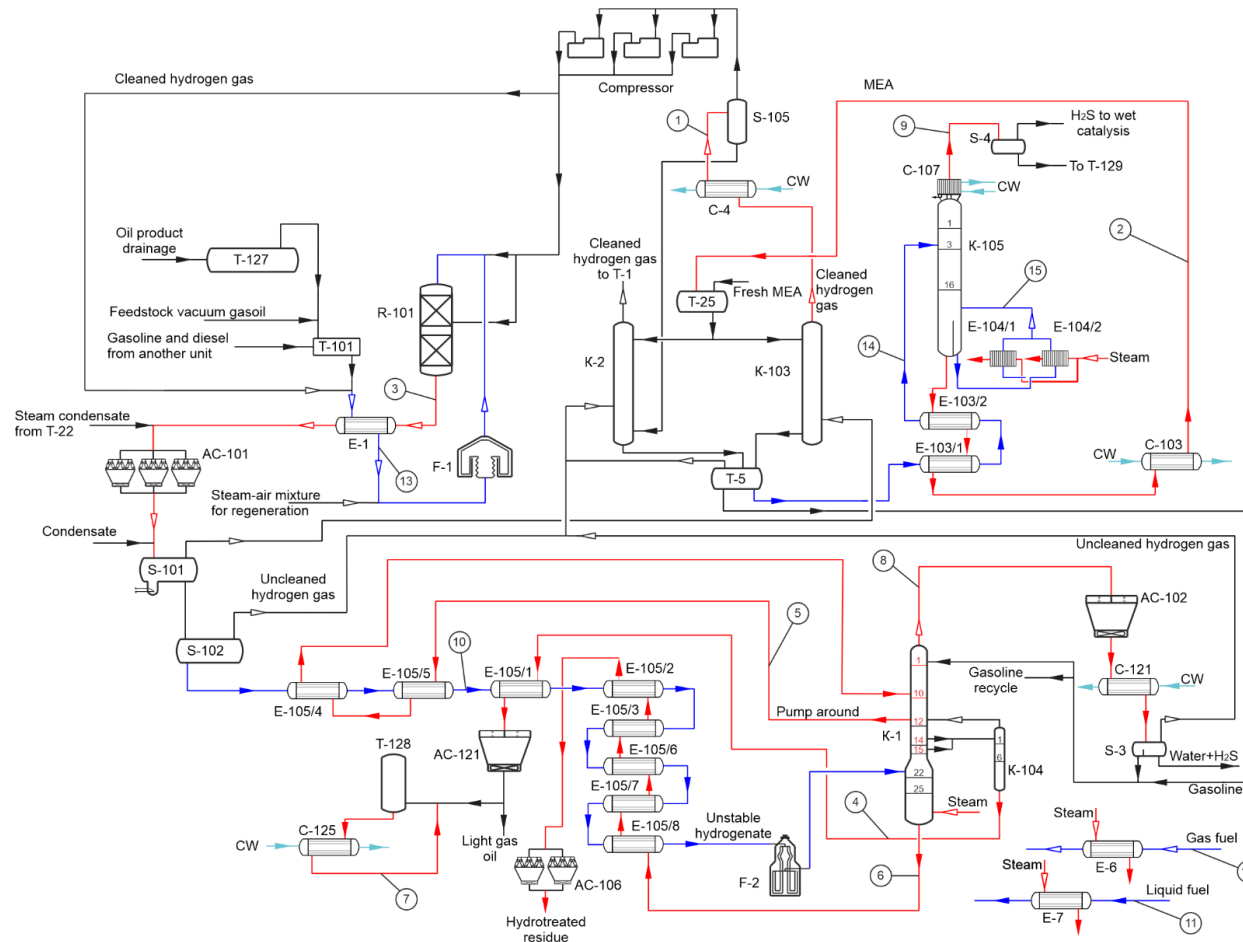 Cleaned hydrogen gas
Compressor
MEA
1
S-105
9
S-4
H2S to wet
catalysis
To T-129
C-107
CW
CW
C-4
Oil product
drainage
T-127
Cleaned
hydrogen gas
to T-1
Fresh MEA
T-25
Cleaned
hydrogen
gas
1
3
16
K-105
2
15
Feedstock vacuum gasoil
Gasoline and diesel
from another unit
T-101
R-101
K-2
K-103
14
E-104/1
E-104/2
Steam
3
Steam condensate
from T-22
E-1
AC-101
13
F-1
E-103/2
E-103/1
C-103
CW
T-5
Steam-air mixture
for regeneration
Condensate
S-101
Uncleaned
hydrogen gas
S-102
Uncleaned hydrogen gas
8
AC-102
5
10
E-105/4
E-105/5
E-105/1
E-105/2
E-105/3
E-105/6
E-105/7
E-105/8
Pump around
K-1
1
10
12
14
15
22
25
Gasoline
recycle
C-121
CW
S-3
Water+H2S
Gasoline
1
6
K-104
T-128
AC-121
C-125
CW
7
Light gas
oil
AC-106
Hydrotreated
residue
Unstable
hydrogenate
F-2
Steam
4
6
Steam
Gas fuel
E-6
Steam
Liquid fuel
E-7
11